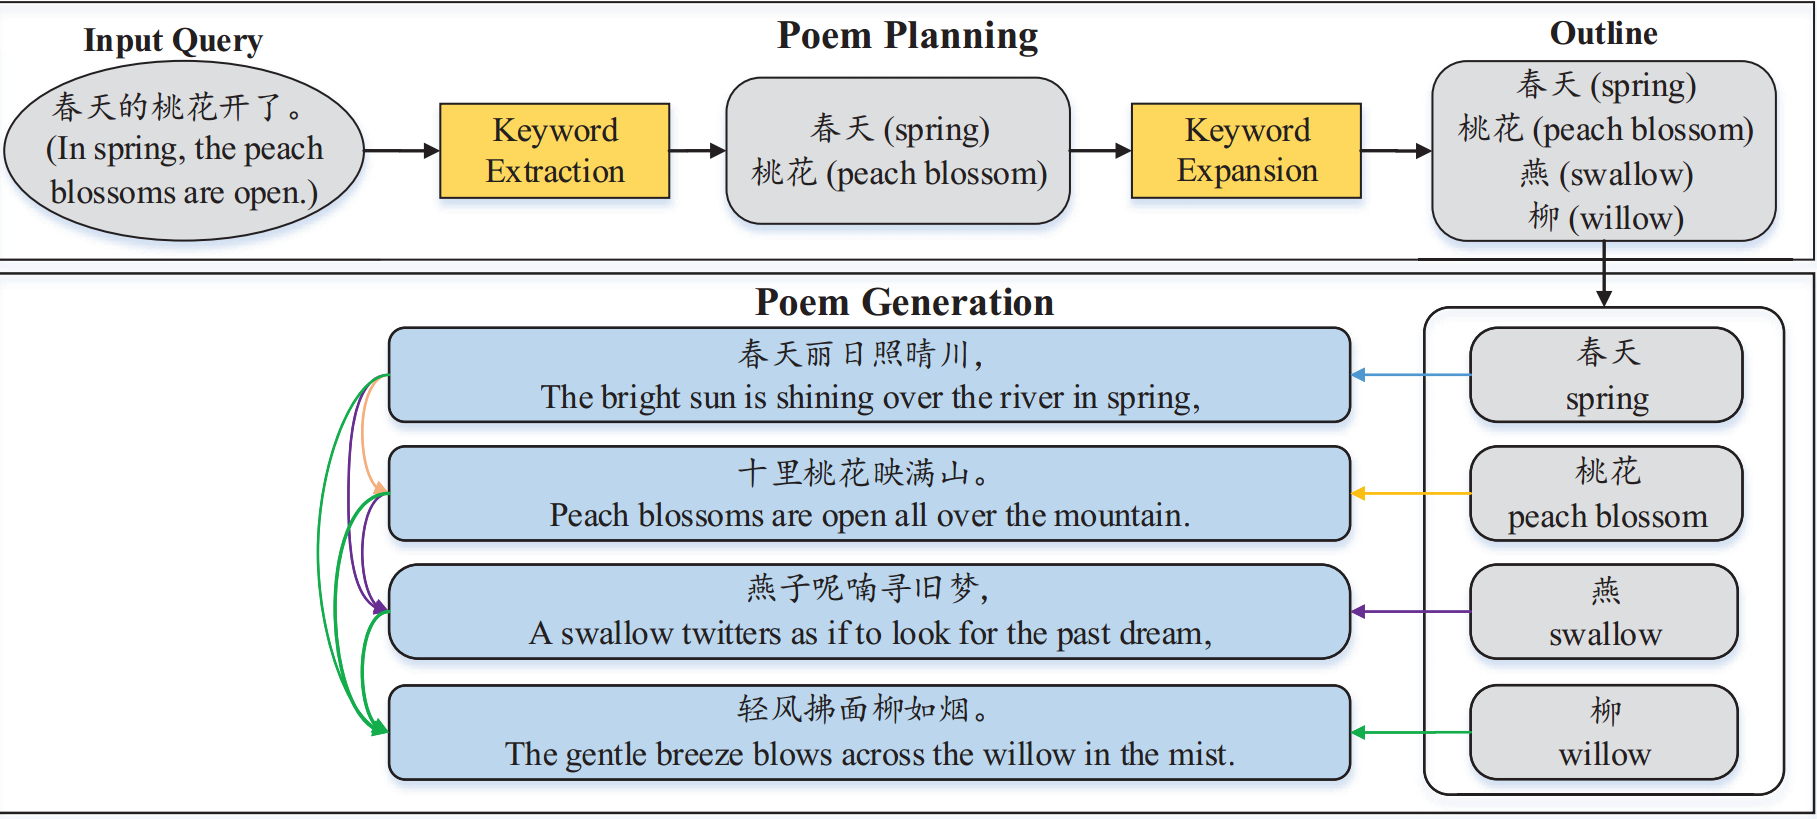 Poem Planning
Input Query
春天的桃花开了。
(In spring, the peach
blossoms are open.)
Keyword
Extraction
春天 (spring)
桃花 (peach blossom)
Keyword
Expansion
Outline
春天 (spring)
桃花 (peach blossom)
燕 (swallow)
柳 (willow)
Poem Generation
春天丽日照晴川，
The bright sun is shining over the river in spring,
春天
spring
十里桃花映满山。
Peach blossoms are open all over the mountain.
桃花
peach blossom
燕子呢喃寻旧梦，
A swallow twitters as if to look for the past dream,
燕
swallow
轻风拂面柳如烟。
The gentle breeze blows across the willow in the mist.
柳
willow